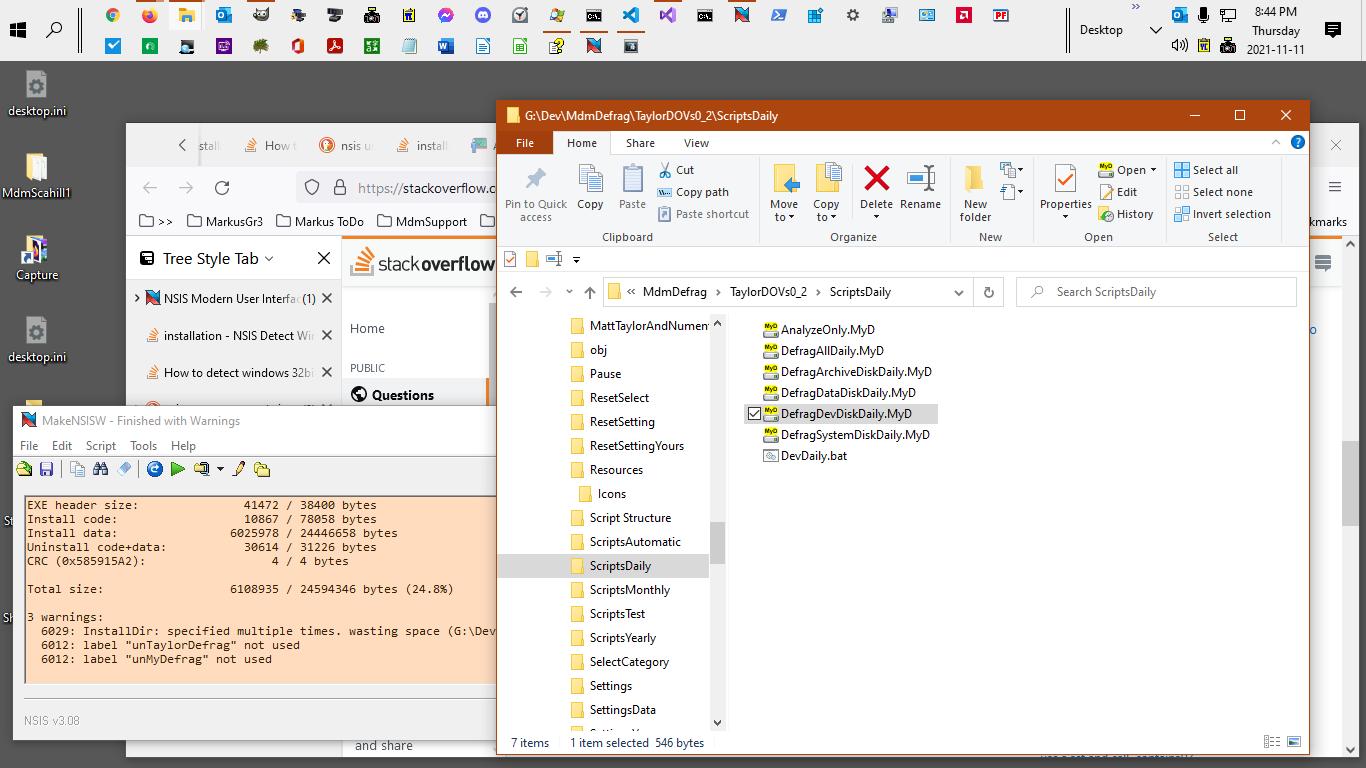 8:44 PM
Thursday
2021-11-11
Desktop
desktop.ini
MdmScahill1
Capture
desktop.ini
How t
nsis u
install
https://stackoverflow.c
>>
MarkusGr3
Markus ToDo
MdmSupport
Tree Style Tab
NSIS Modern User Interfac (1)
installation - NSIS Detect Wi
How to detect windows 32bi
stackoverflow
Home
PUBLIC
Questions
and share
MakeNSISW - Finished with Warnings
File Edit Script Tools Help
EXE header size: 41472 / 38400 bytes
Install code: 10867 / 78058 bytes
Install data: 6025978 / 24446658 bytes
Uninstall code+data: 30614 / 31226 bytes
CRC (0x585915A2): 4 / 4 bytes
Total size: 6108935 / 24594346 bytes (24.8%)
3 warnings:
6029: InstallDir: specified multiple times. wasting space (G:\Dev
6012: label "unTaylorDefrag" not used
6012: label "unMyDefrag" not used
NSIS v3.08
G:\Dev\MdmDefrag\TaylorDOVs0_2\ScriptsDaily
File Home Share View
Pin to Quick access
Copy
Paste
Cut
Copy path
Paste shortcut
Clipboard
Move to
Copy to
Delete
Rename
Organize
New folder
New
Properties
Open
Edit
History
Open
Select all
Select none
Invert selection
Select
« MdmDefrag > TaylorDOVs0_2 > ScriptsDaily
Search ScriptsDaily
MattTaylorAndNumen
obj
Pause
ResetSelect
ResetSetting
ResetSettingYours
Resources
Icons
Script Structure
ScriptsAutomatic
ScriptsDaily
ScriptsMonthly
ScriptsTest
ScriptsYearly
SelectCategory
Settings
SettingsData
AnalyzeOnly.MyD
DefragAllDaily.MyD
DefragArchiveDiskDaily.MyD
DefragDataDiskDaily.MyD
DefragDevDiskDaily.MyD
DefragSystemDiskDaily.MyD
DevDaily.bat
7 items
1 item selected 546 bytes
kmarks